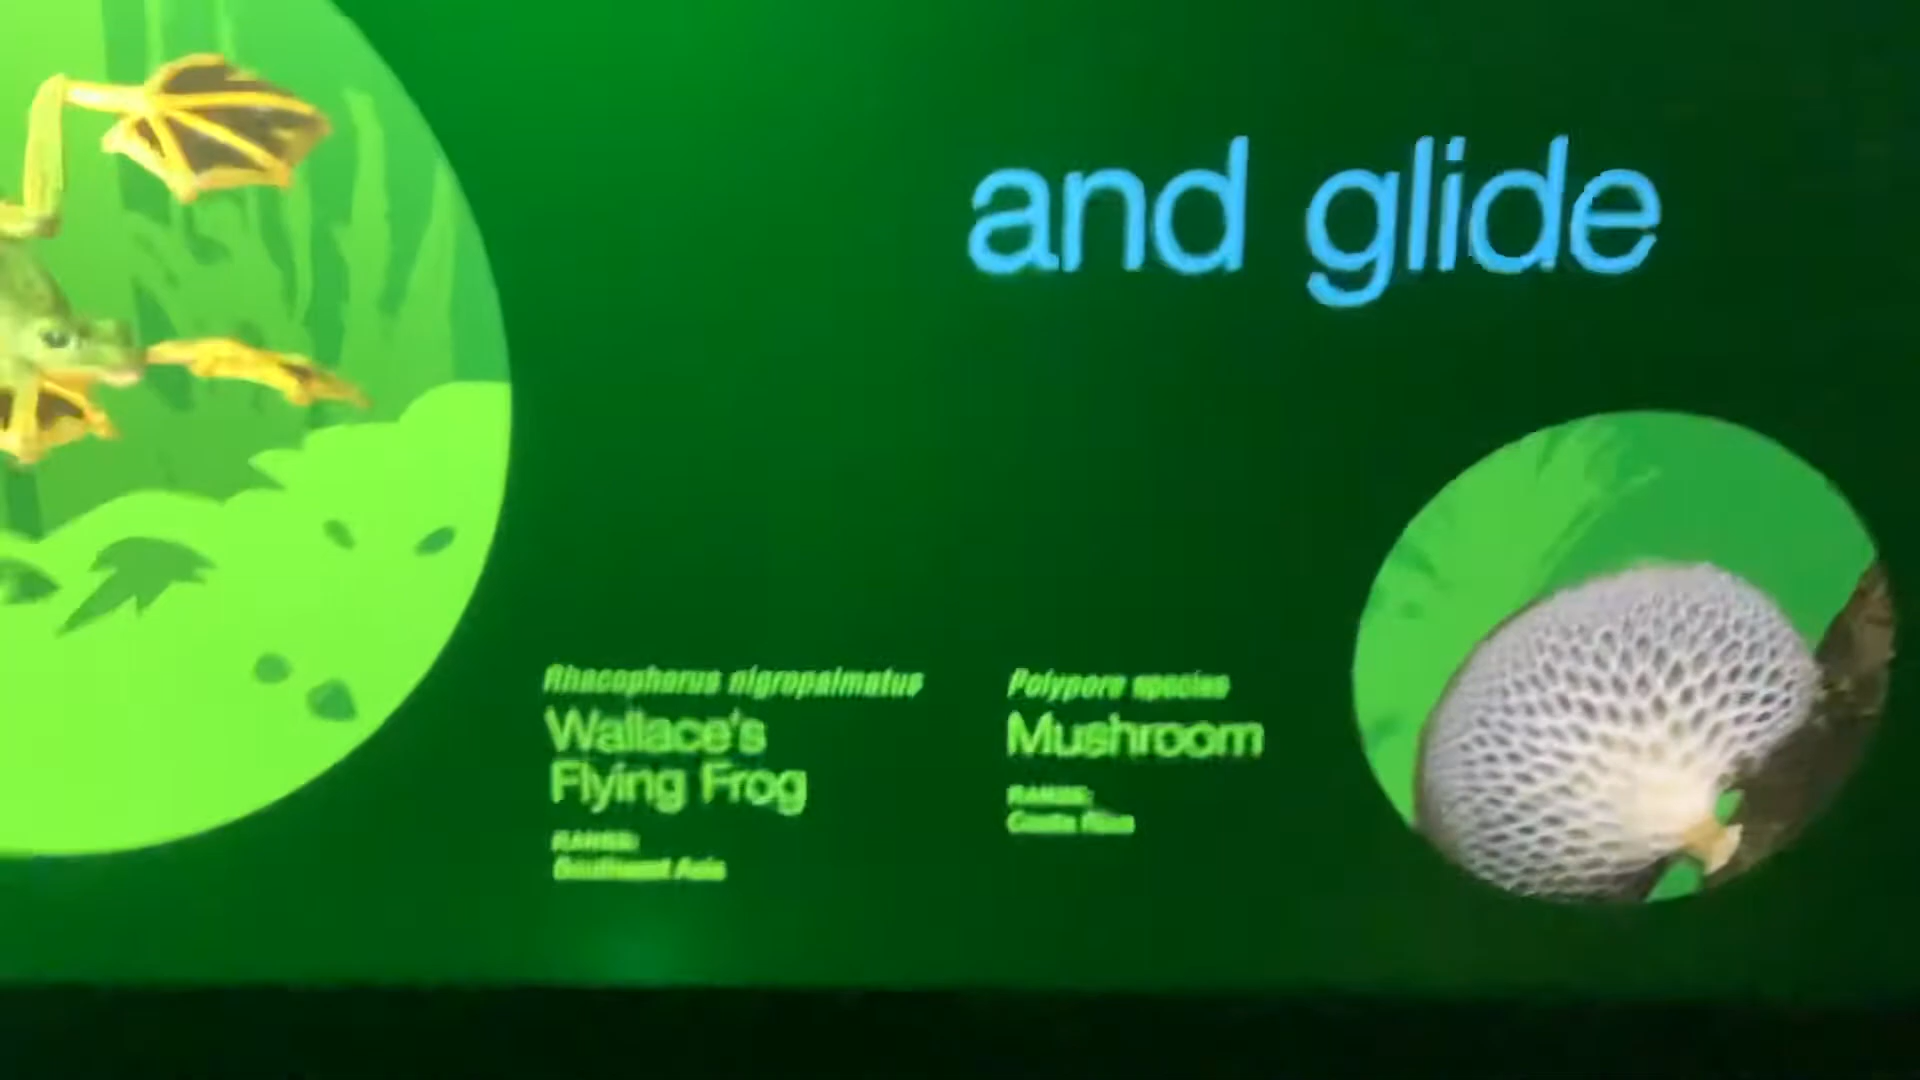 and glide
Rhacophorus nigropalmatus
Wallace's
Flying Frog
RANGE:
Southeast Asia
Polypore species
Mushroom
RANGE:
Costa Rica